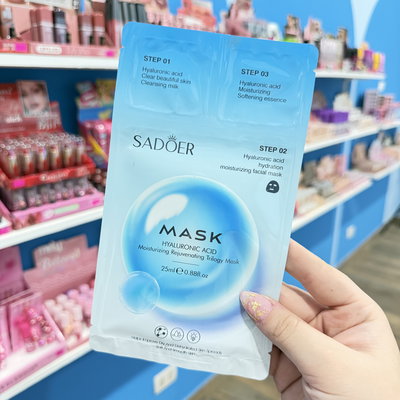 SADOER
STEP 01
Hyaluronic acid
Clear beautiful skin
Cleansing milk
STEP 03
Hyaluronic acid
Moisturizing
Softening essence
SADOER
STEP 02
Hyaluronic acid
hydration
moisturizing facial mask
MASK
HYALURONIC ACID
Moisturizing Rejuvenating Trilogy Mask
25ml℮0.88fl oz